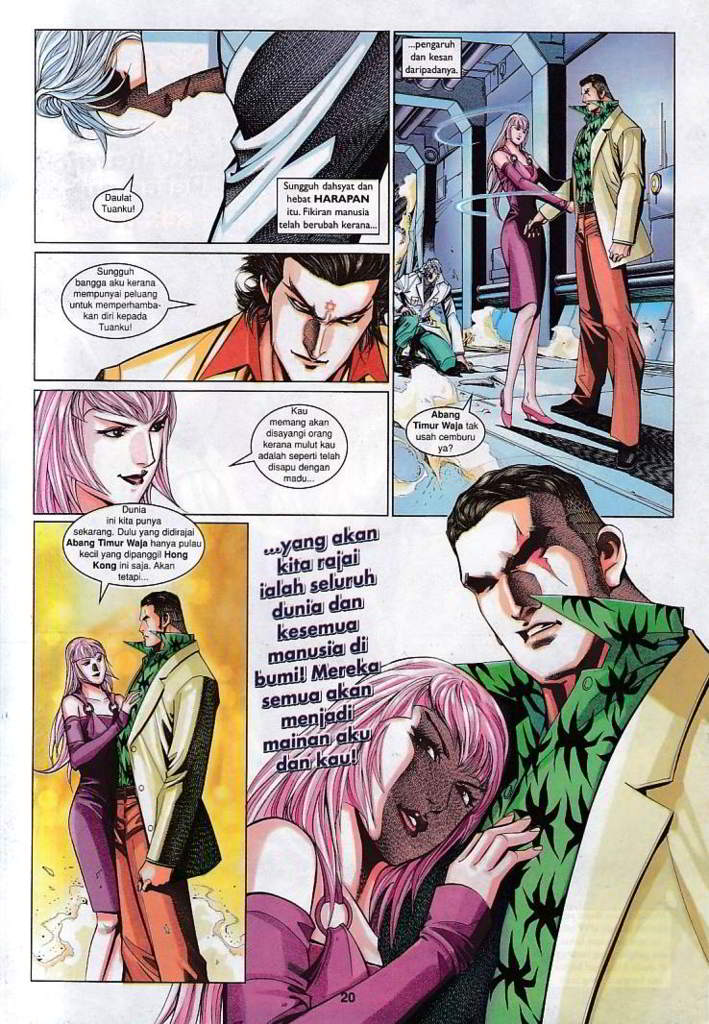 Daulat
Tuanku!
Sungguh dahsyat dan
hebat HARAPAN
itu. Fikiran manusia
telah berubah kerana...
...pengaruh
dan kesan
daripadanya.
Sungguh
bangga aku kerana
mempunyai peluang
untuk memperhamba-
kan diri kepada
Tuanku!
Abang
Timur Waja tak
usah cemburu
ya?
Kau
memang akan
disayangi orang
kerana mulut kau
adalah seperti telah
disapu dengan
madu...
Dunia
ini kita punya
sekarang. Dulu yang didirajai
Abang Timur Waja hanya pulau
kecil yang dipanggil Hong
Kong ini saja. Akan
tetapi...
...yang akan
kita rajai
ialah seluruh
dunia dan
kesemua
manusia di
bumi! Mereka
semua akan
menjadi
mainan aku
dan kau!
20